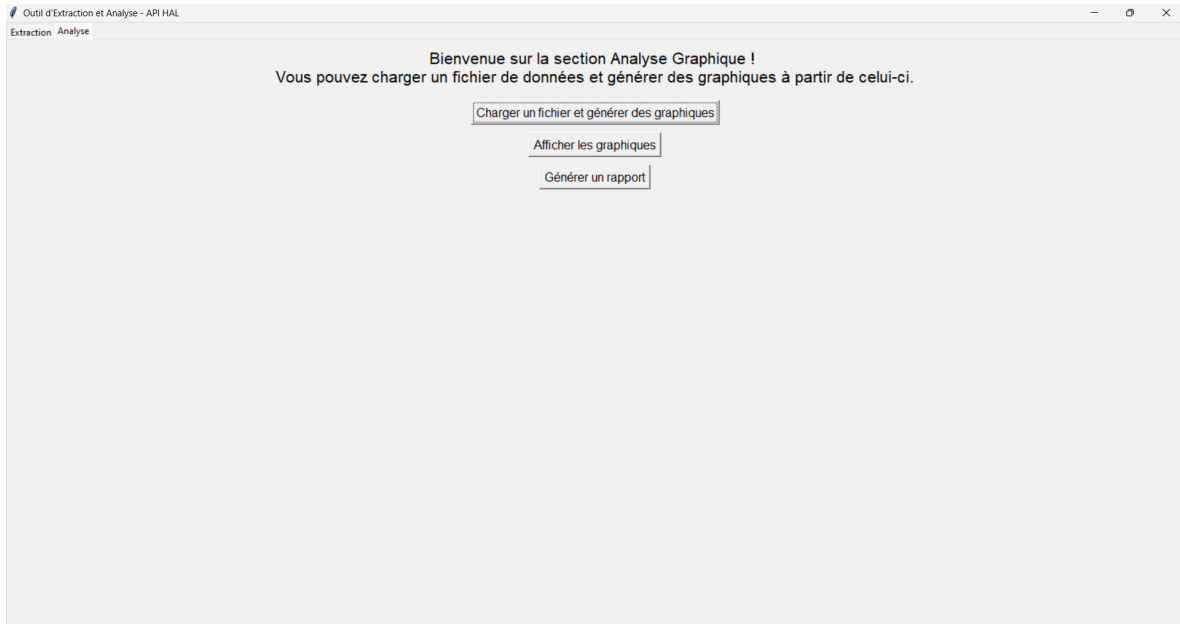 Outil d'Extraction et Analyse - API HAL
Extraction Analyse
Bienvenue sur la section Analyse Graphique !
Vous pouvez charger un fichier de données et générer des graphiques à partir de celui-ci.
Charger un fichier et générer des graphiques
Afficher les graphiques
Générer un rapport